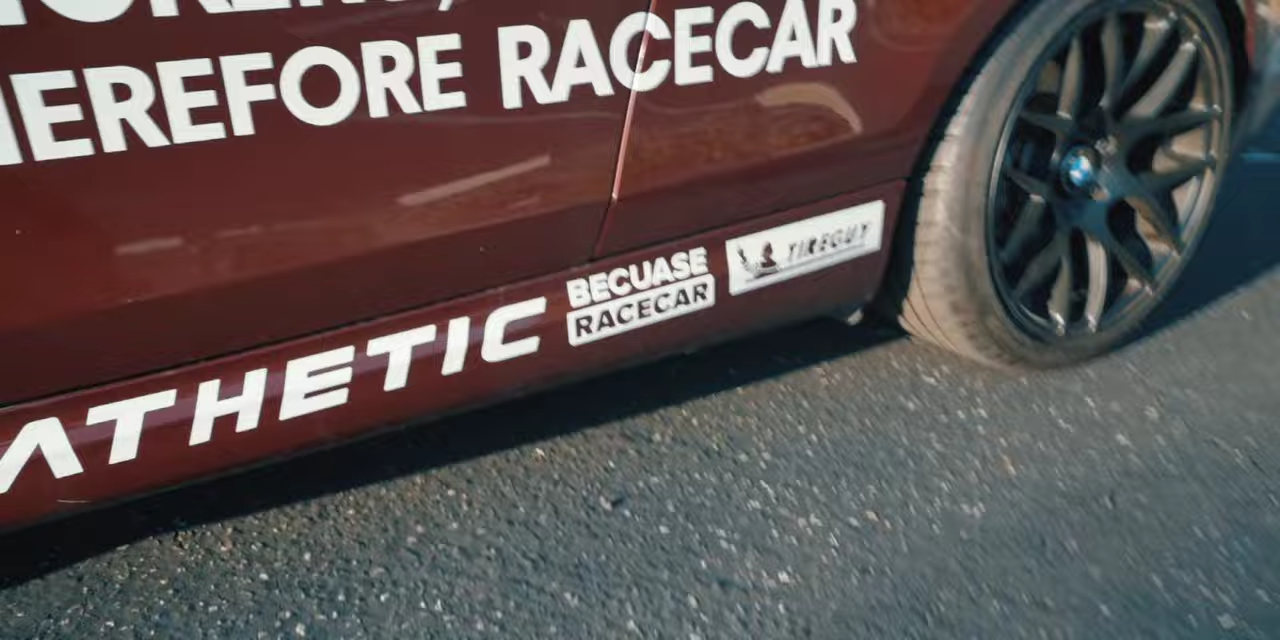 HEREFORE RACECAR
ATHETIC
BECUASE
RACECAR
TIREGUY